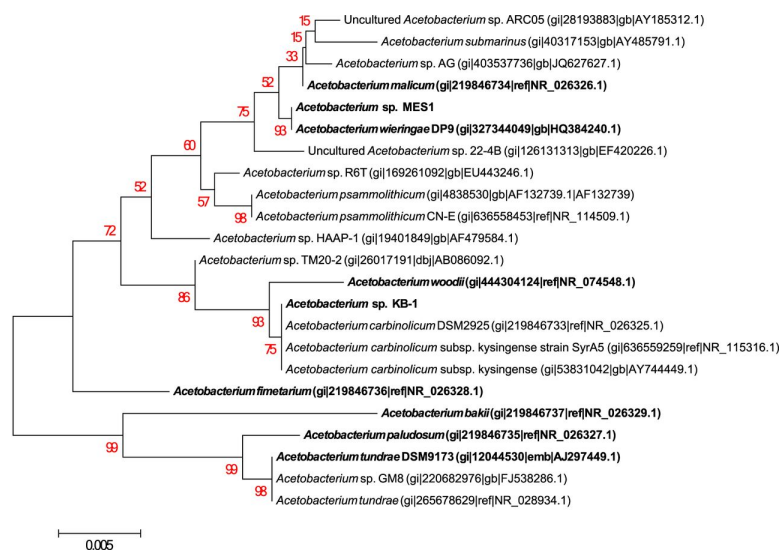 Uncultured Acetobacterium sp. ARC05 (gi|28193883|gb|AY185312.1)
15
Acetobacterium submarinus (gi|40317153|gb|AY485791.1)
15
Acetobacterium sp. AG (gi|403537736|gb|JQ627627.1)
33
Acetobacterium malicum (gi|219846734|ref|NR_026326.1)
52
Acetobacterium sp. MES1
75
Acetobacterium wieringae DP9 (gi|327344049|gb|HQ384240.1)
93
Uncultured Acetobacterium sp. 22-4B (gi|126131313|gb|EF420226.1)
60
Acetobacterium sp. R6T (gi|169261092|gb|EU443246.1)
52
Acetobacterium psammolithicum (gi|4838530|gb|AF132739.1|AF132739)
57
Acetobacterium psammolithicum CN-E (gi|636558453|ref|NR_114509.1)
98
72
Acetobacterium sp. HAAP-1 (gi|19401849|gb|AF479584.1)
Acetobacterium sp. TM20-2 (gi|26017191|dbj|AB086092.1)
Acetobacterium woodii (gi|444304124|ref|NR_074548.1)
86
Acetobacterium sp. KB-1
93
Acetobacterium carbinolicum DSM2925 (gi|219846733|ref|NR_026325.1)
75
Acetobacterium carbinolicum subsp. kysingense strain SyrA5 (gi|636559259|ref|NR_115316.1)
Acetobacterium carbinolicum subsp. kysingense (gi|53831042|gb|AY744449.1)
Acetobacterium fimetarium (gi|219846736|ref|NR_026328.1)
Acetobacterium bakii (gi|219846737|ref|NR_026329.1)
99
Acetobacterium paludosum (gi|219846735|ref|NR_026327.1)
Acetobacterium tundrae DSM9173 (gi|12044530|emb|AJ297449.1)
99
Acetobacterium sp. GM8 (gi|220682976|gb|FJ538286.1)
98
Acetobacterium tundrae (gi|265678629|ref|NR_028934.1)
0.005